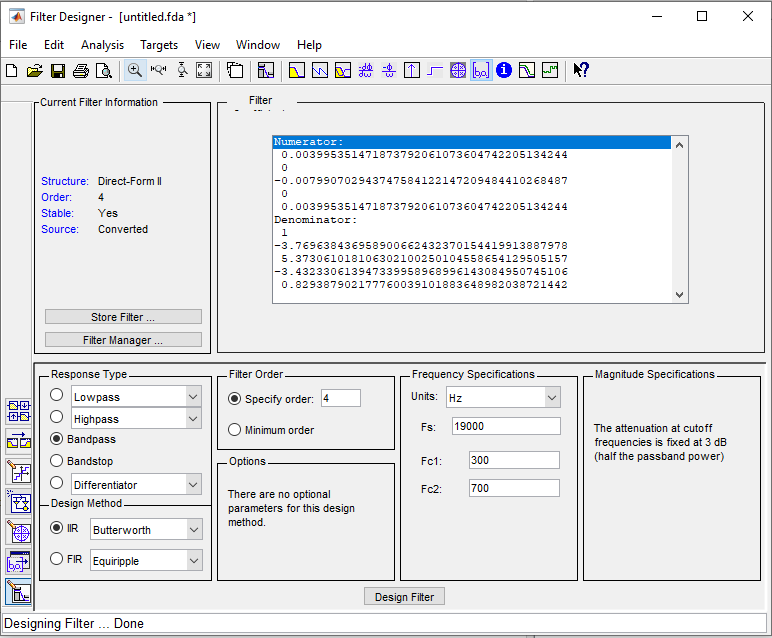 Filter Designer - [untitled.fda *]
File Edit Analysis Targets View Window Help
Current Filter Information
Structure: Direct-Form II
Order: 4
Stable: Yes
Source: Converted
Store Filter ...
Filter Manager ...
Filter
Numerator:
0.003995351471873792061073604742205134244
0
-0.007990702943747584122147209484410268487
0
0.003995351471873792061073604742205134244
Denominator:
1
-3.769638436958900662432370154419913887978
5.373061018106302100250104558654129505157
-3.432330613947339958968996143084950745106
0.829387902177760039101883648982038721442
Response Type
Lowpass
Highpass
Bandpass
Bandstop
Differentiator
Design Method
IIR Butterworth
FIR Equiripple
Filter Order
Specify order: 4
Minimum order
Options
There are no optional
parameters for this design
method.
Frequency Specifications
Units: Hz
Fs: 19000
Fc1: 300
Fc2: 700
Magnitude Specifications
The attenuation at cutoff
frequencies is fixed at 3 dB
(half the passband power)
Design Filter
Designing Filter ... Done